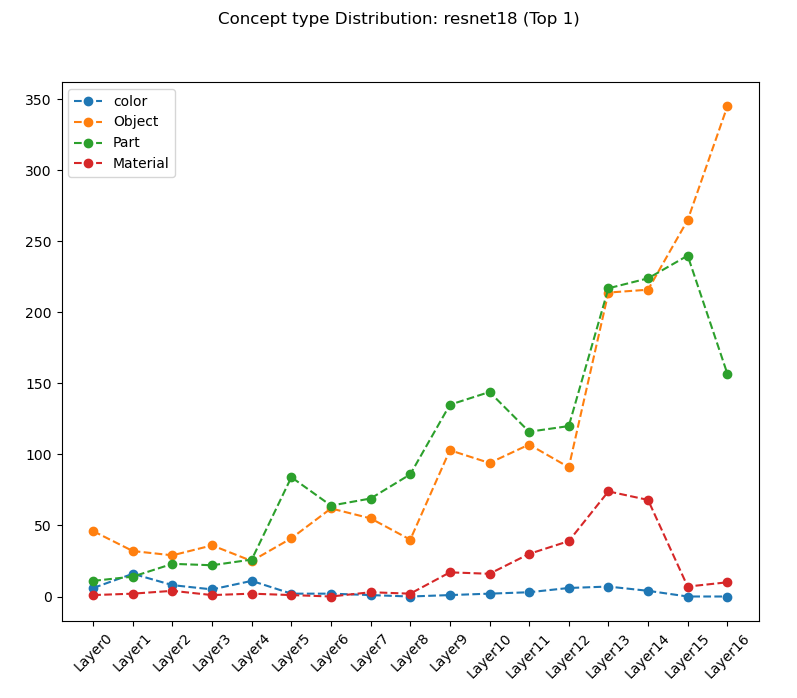 Concept type Distribution: resnet18 (Top 1)
color
Object
Part
Material
350
300
250
200
150
100
50
0
Layer0
Layer1
Layer2
Layer3
Layer4
Layer5
Layer6
Layer7
Layer8
Layer9
Layer10
Layer11
Layer12
Layer13
Layer14
Layer15
Layer16